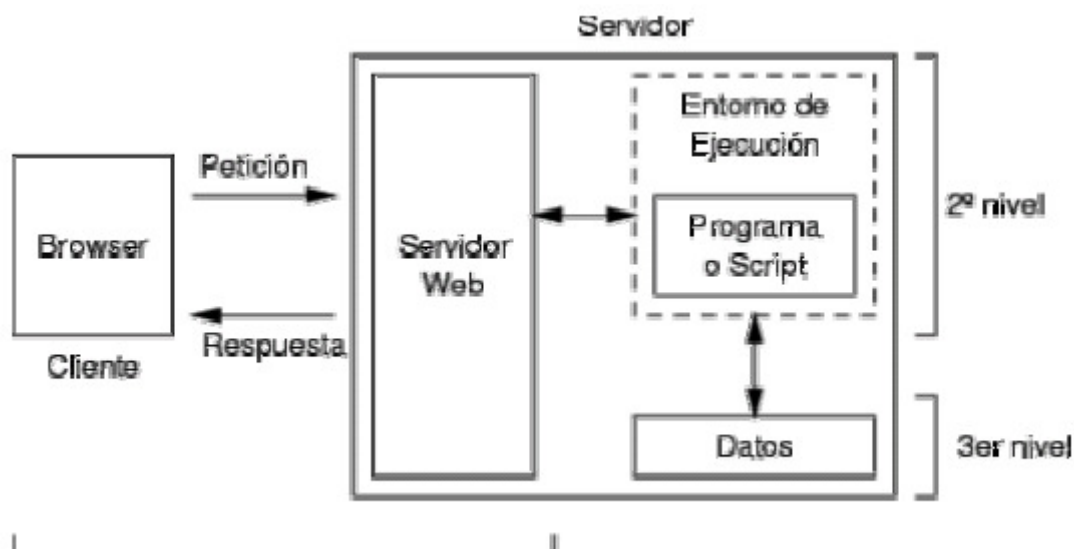 Servidor
Entorno de
Ejecución
Petición
2º nivel
Programa
o Script
Browser
Servidor
Web
Respuesta
Cliente
Datos
3er nivel